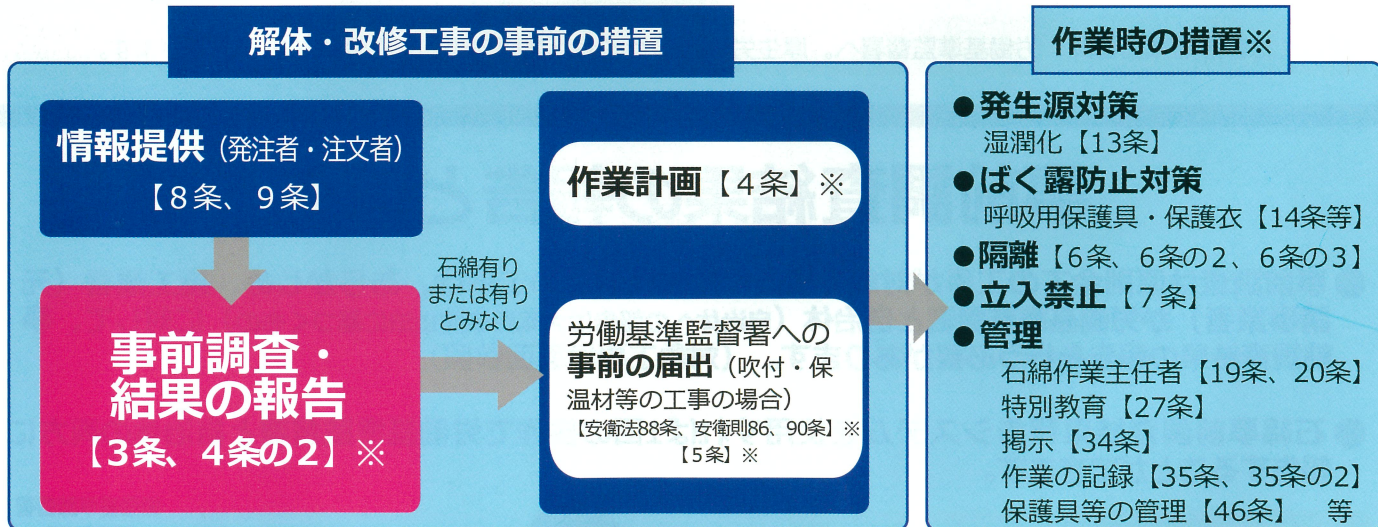 解体・改修工事の事前の措置
情報提供（発注者・注文者）
【８条、９条】
事前調査・
結果の報告
【３条、４条の２】※
石綿有り
または有り
とみなし
作業計画【４条】※
労働基準監督署への
事前の届出（吹付・保
温材等の工事の場合）
【安衛法88条、安衛則86、90条】※
【５条】※
作業時の措置※
●発生源対策
湿潤化【13条】
●ばく露防止対策
呼吸用保護具・保護衣【14条等】
●隔離【６条、６条の２、６条の３】
●立入禁止【７条】
●管理
石綿作業主任者【19条、20条】
特別教育【27条】
掲示【34条】
作業の記録【35条、35条の2】
保護具等の管理【46条】　等